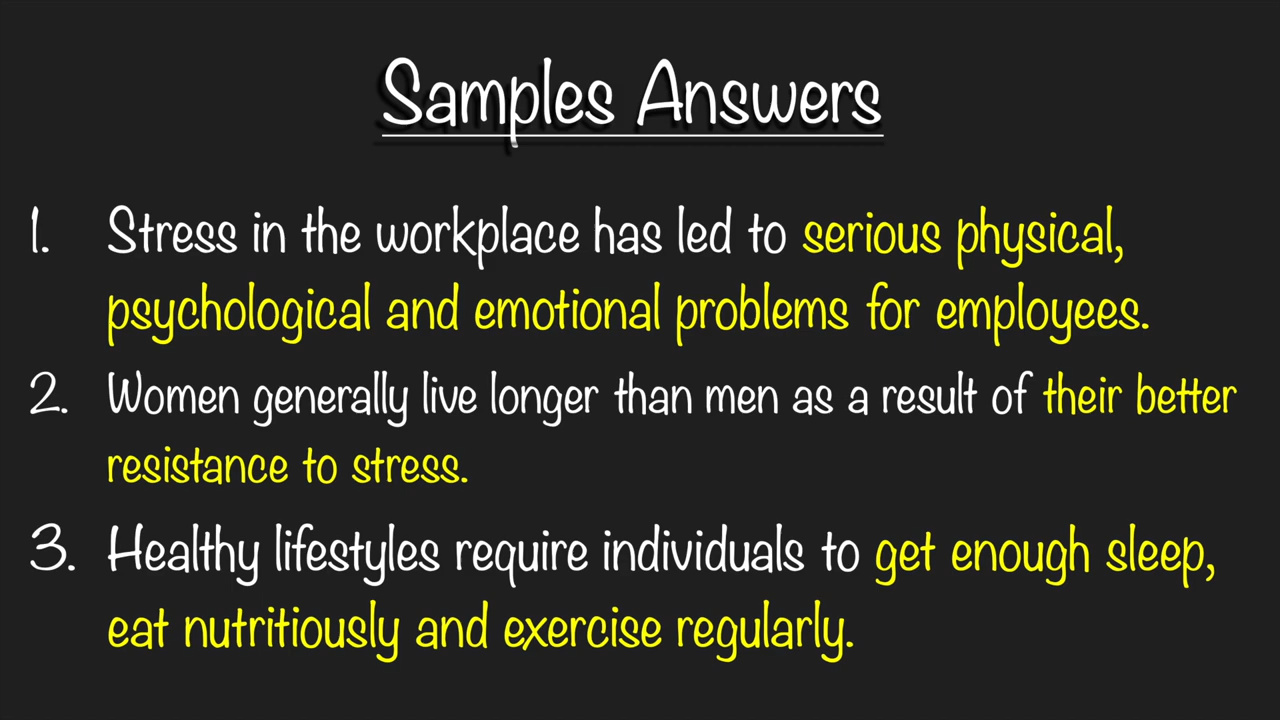 Samples Answers
1. Stress in the workplace has led to serious physical,
psychological and emotional problems for employees.
2. Women generally live longer than men as a result of their better
resistance to stress.
3. Healthy lifestyles require individuals to get enough sleep,
eat nutritiously and exercise regularly.